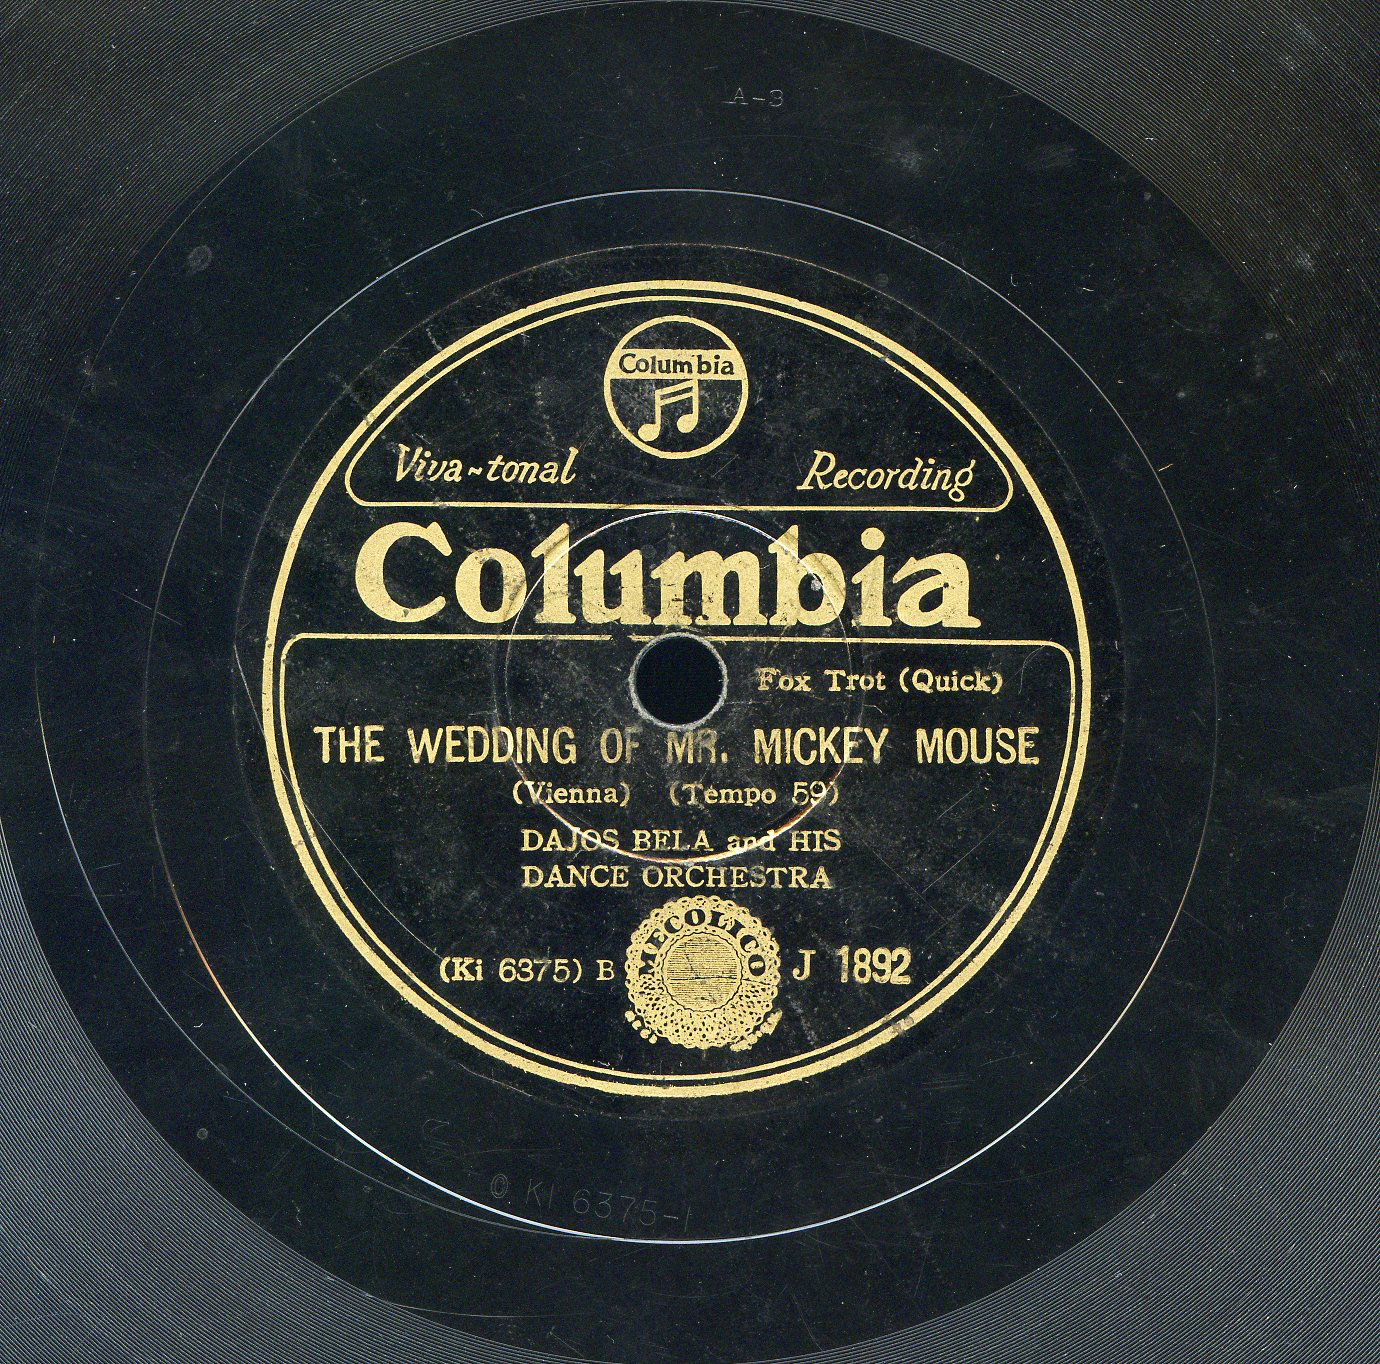 A-3
Columbia
Viva-tonal Recording
Columbia
Fox Trot (Quick)
THE WEDDING OF MR. MICKEY MOUSE
(Vienna) (Tempo 59)
DAJOS BELA and HIS
DANCE ORCHESTRA
MECOLICO
(Ki 6375) B J 1892
© KI 6375-1